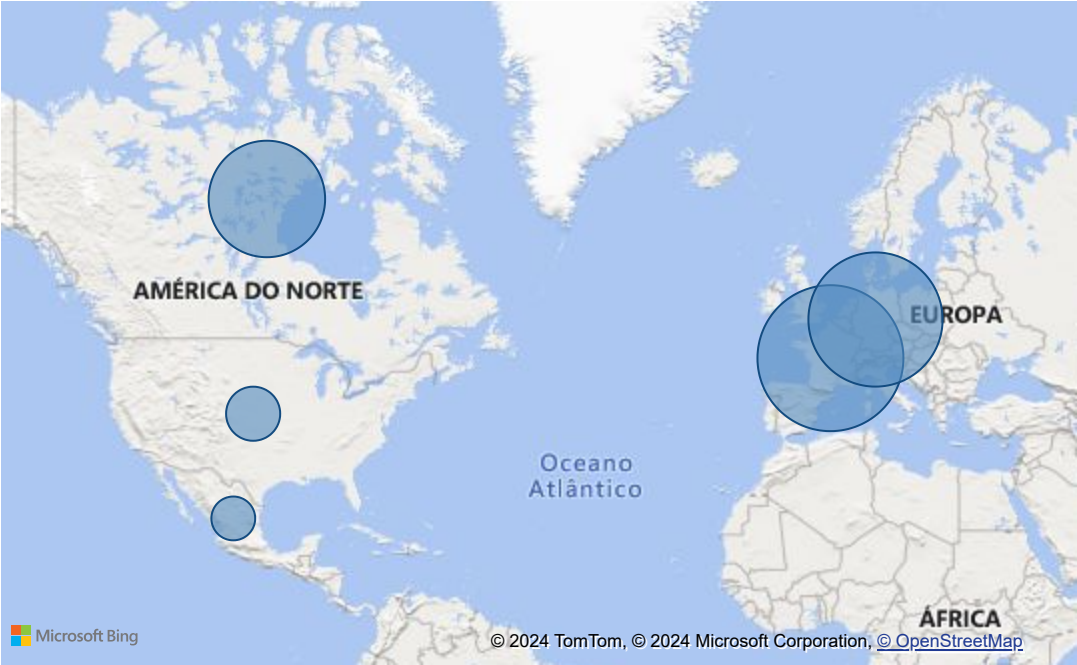 AMÉRICA DO NORTE
EUROPA
Oceano
Atlântico
ÁFRICA
Microsoft Bing
© 2024 TomTom, © 2024 Microsoft Corporation, © OpenStreetMap